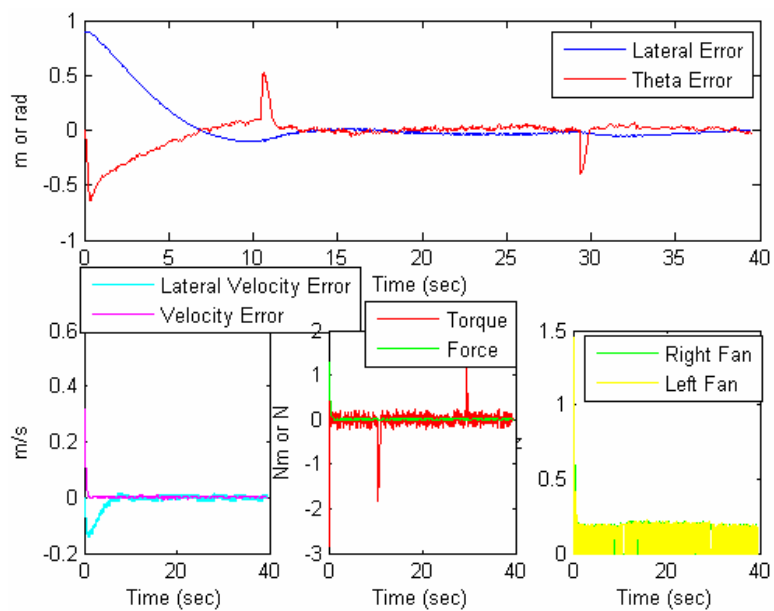 1
0.5
0
-0.5
-1
m or rad
Lateral Error
Theta Error
0
5
10
15
20
25
30
35
40
Time (sec)
Lateral Velocity Error
Velocity Error
0.6
0.4
0.2
0
-0.2
m/s
0
20
40
Time (sec)
Torque
Force
2
1
0
-1
-2
-3
Nm or N
0
20
40
Time (sec)
Right Fan
Left Fan
1.5
1
0.5
0
0
20
40
Time (sec)